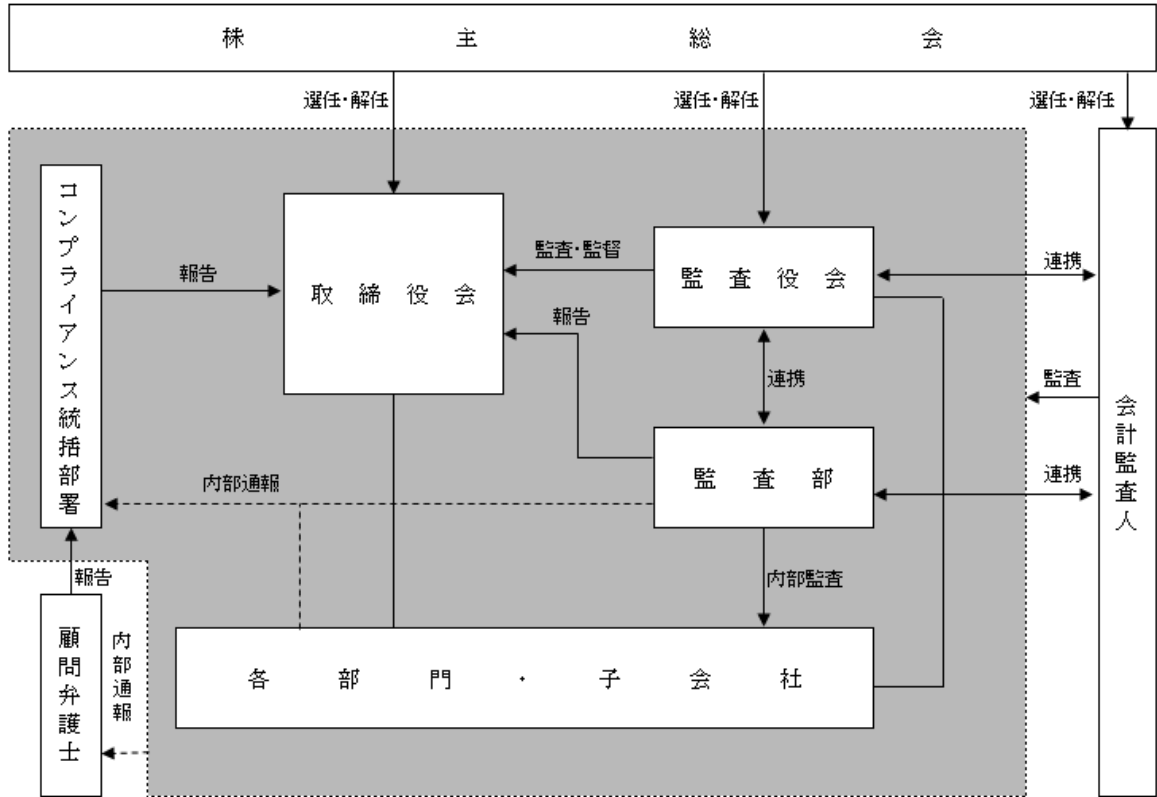 株主総会
選任・解任
選任・解任
選任・解任
コンプライアンス統括部署
報告
取締役会
監査・監督
監査役会
連携
報告
連携
監査
会計監査人
監査部
連携
内部通報
内部監査
報告
顧問弁護士
内部通報
各部門・子会社